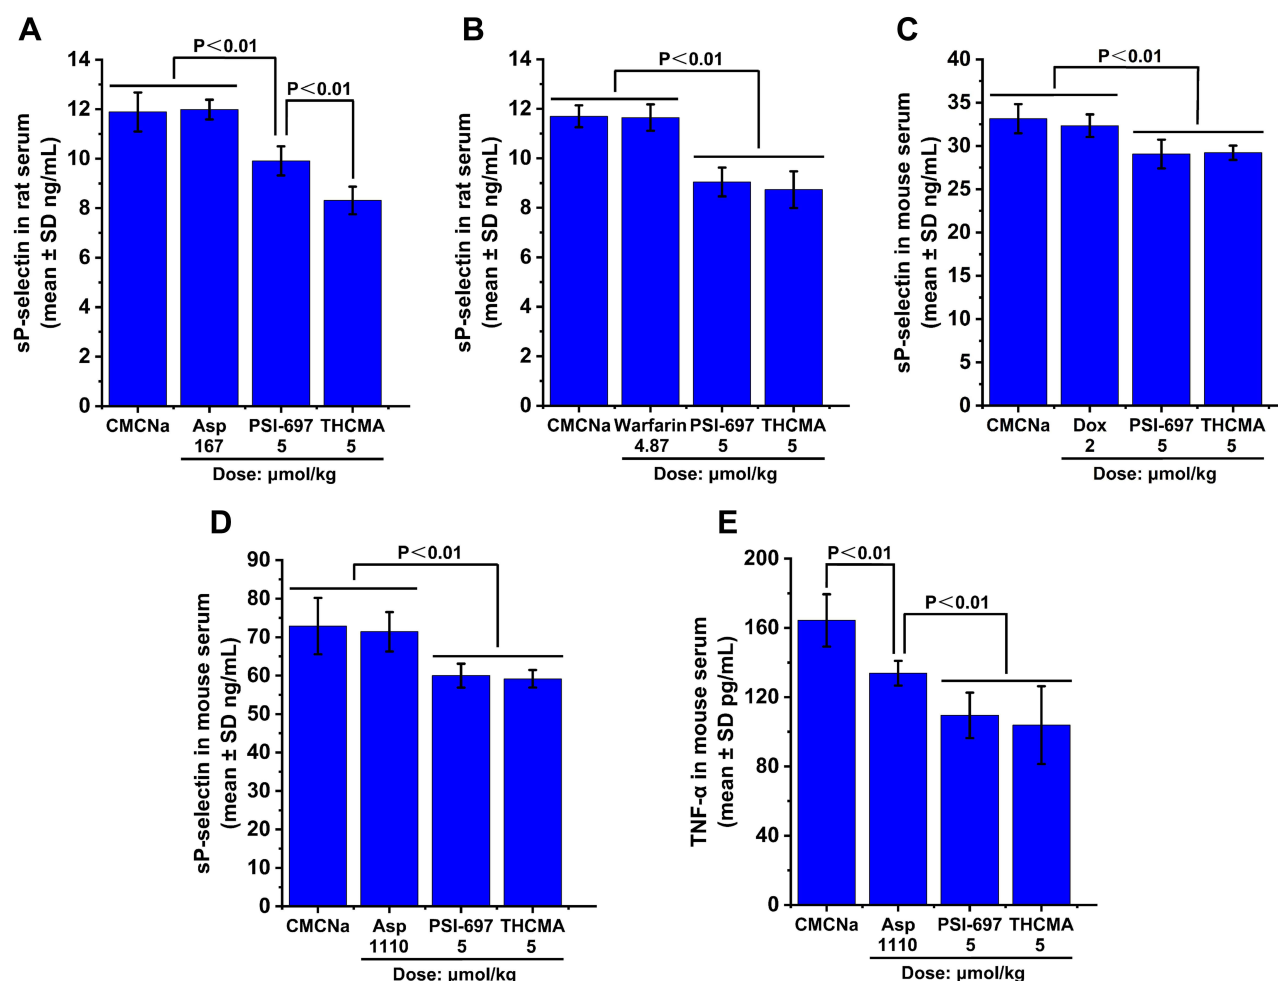 A
P<0.01
P<0.01
sP-selectin in rat serum
(mean ± SD ng/mL)
14
12
10
8
6
4
2
0
CMCNa Asp PSI-697 THCMA
167 5 5
Dose: µmol/kg
B
P<0.01
sP-selectin in rat serum
(mean ± SD ng/mL)
14
12
10
8
6
4
2
0
CMCNa Warfarin PSI-697 THCMA
4.87 5 5
Dose: µmol/kg
C
P<0.01
sP-selectin in mouse serum
(mean ± SD ng/mL)
40
35
30
25
20
15
10
5
0
CMCNa Dox PSI-697 THCMA
2 5 5
Dose: µmol/kg
D
P<0.01
sP-selectin in mouse serum
(mean ± SD ng/mL)
90
80
70
60
50
40
30
20
10
0
CMCNa Asp PSI-697 THCMA
1110 5 5
Dose: µmol/kg
E
P<0.01
P<0.01
TNF-α in mouse serum
(mean ± SD pg/mL)
200
160
120
80
40
0
CMCNa Asp PSI-697 THCMA
1110 5 5
Dose: µmol/kg